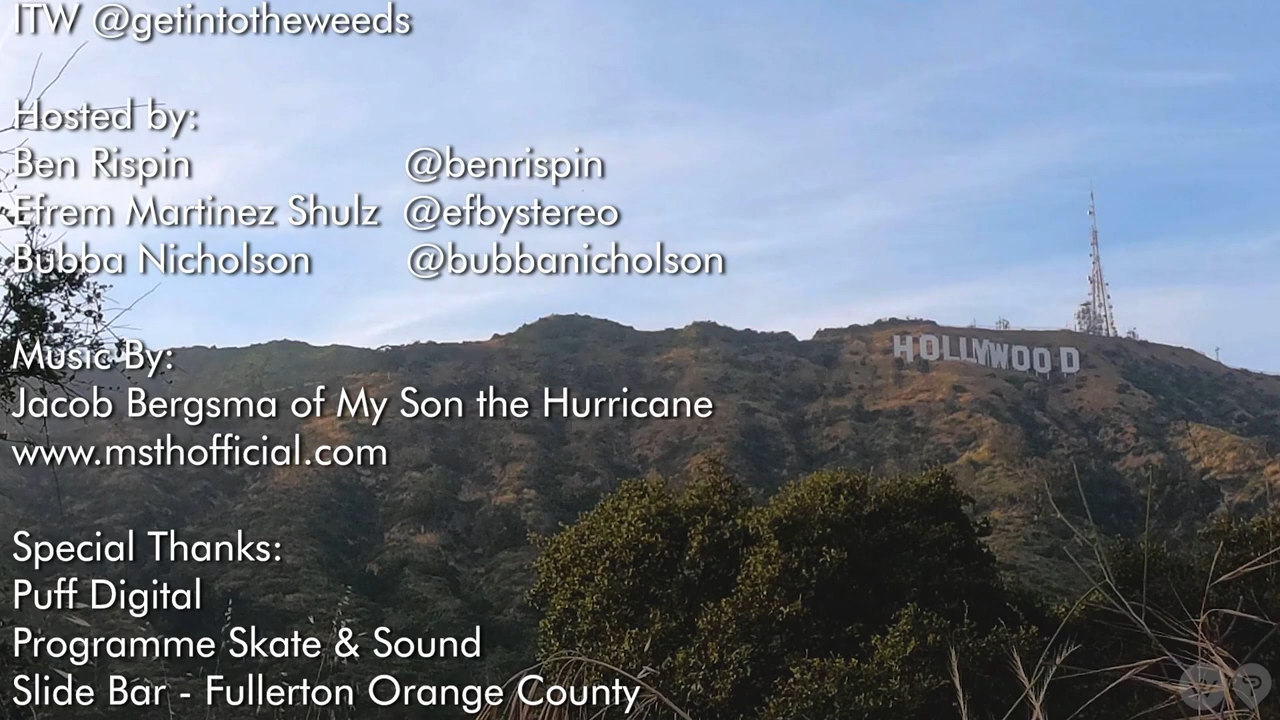 ITW @getintotheweeds
Hosted by:
Ben Rispin @benrispin
Efrem Martinez Shulz @efbystereo
Bubba Nicholson @bubbanicholson
HOLLYWOOD
Music By:
Jacob Bergsma of My Son the Hurricane
www.msthofficial.com
Special Thanks:
Puff Digital
Programme Skate & Sound
Slide Bar - Fullerton Orange County